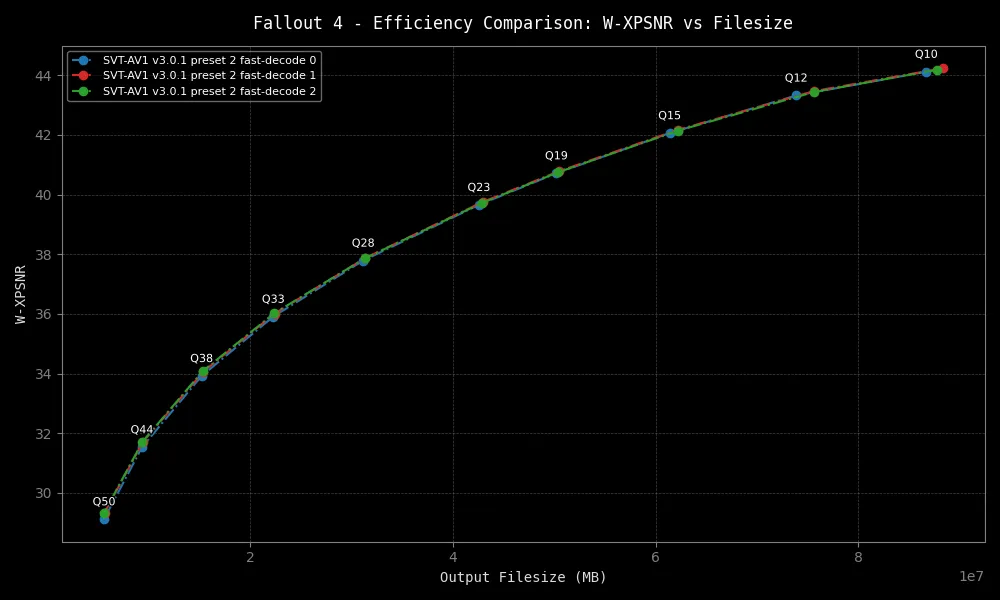 Fallout 4 - Efficiency Comparison: W-XPSNR vs Filesize
SVT-AV1 v3.0.1 preset 2 fast-decode 0
SVT-AV1 v3.0.1 preset 2 fast-decode 1
SVT-AV1 v3.0.1 preset 2 fast-decode 2
Q10
Q12
Q15
Q19
Q23
Q28
Q33
Q38
Q44
Q50
44
42
40
38
36
34
32
30
W-XPSNR
2
4
6
8
1e7
Output Filesize (MB)